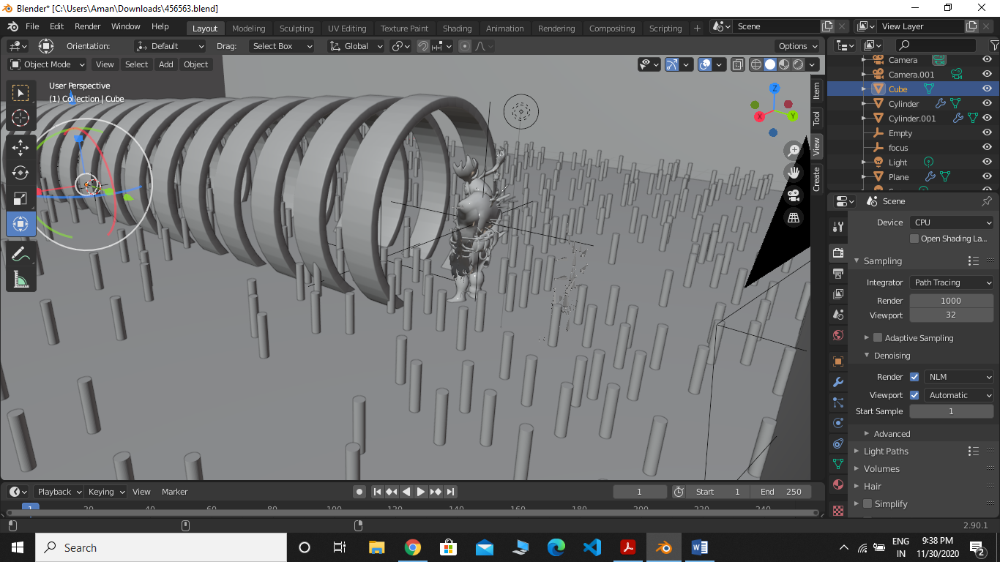 Blender* [C:\Users\Aman\Downloads\456563.blend]
File Edit Render Window Help Layout Modeling Sculpting UV Editing Texture Paint Shading Animation Rendering Compositing Scripting + Scene View Layer
Orientation: Default Drag: Select Box Global Options
Object Mode View Select Add Object
User Perspective
(1) Collection | Cube
Z
X
Y
Item
Tool
View
Create
Camera
Camera.001
Cube
Cylinder
Cylinder.001
Empty
focus
Light
Plane
Scene
Device CPU
Open Shading La...
Sampling
Integrator Path Tracing
Render 1000
Viewport 32
Adaptive Sampling
Denoising
Render NLM
Viewport Automatic
Start Sample 1
Advanced
Light Paths
Volumes
Hair
Simplify
Playback Keying View Marker 1 Start 1 End 250
1 20 40 60 80 100 120 140 160 180 200 220 240
2.90.1
Search
ENG
IN
9:38 PM
11/30/2020
2